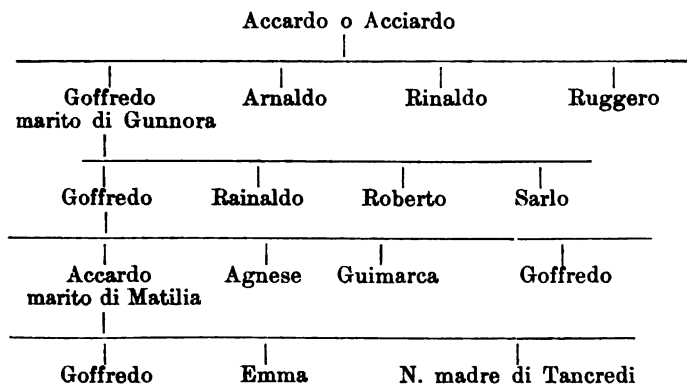 Accardo o Acciardo
Goffredo Arnaldo Rinaldo Ruggero
marito di Gunnora
Goffredo Rainaldo Roberto Sarlo
Accardo Agnese Guimarca Goffredo
marito di Matilia
Goffredo Emma N. madre di Tancredi